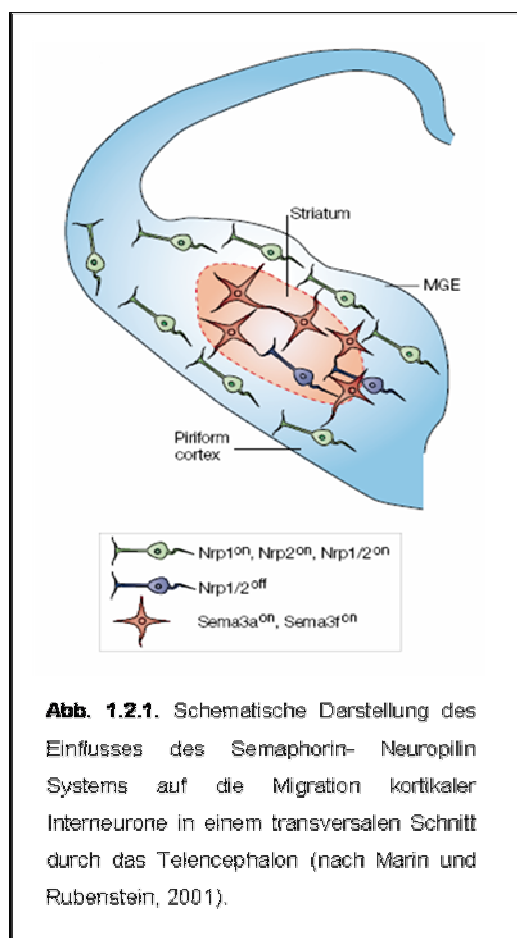 Striatum
MGE
Piriform
cortex
Nrp1on, Nrp2on, Nrp1/2on
Nrp1/2off
Sema3aon, Sema3fon
Abb. 1.2.1. Schematische Darstellung des
Einflusses des Semaphorin- Neuropilin
Systems auf die Migration kortikaler
Interneurone in einem transversalen Schnitt
durch das Telencephalon (nach Marin und
Rubenstein, 2001).